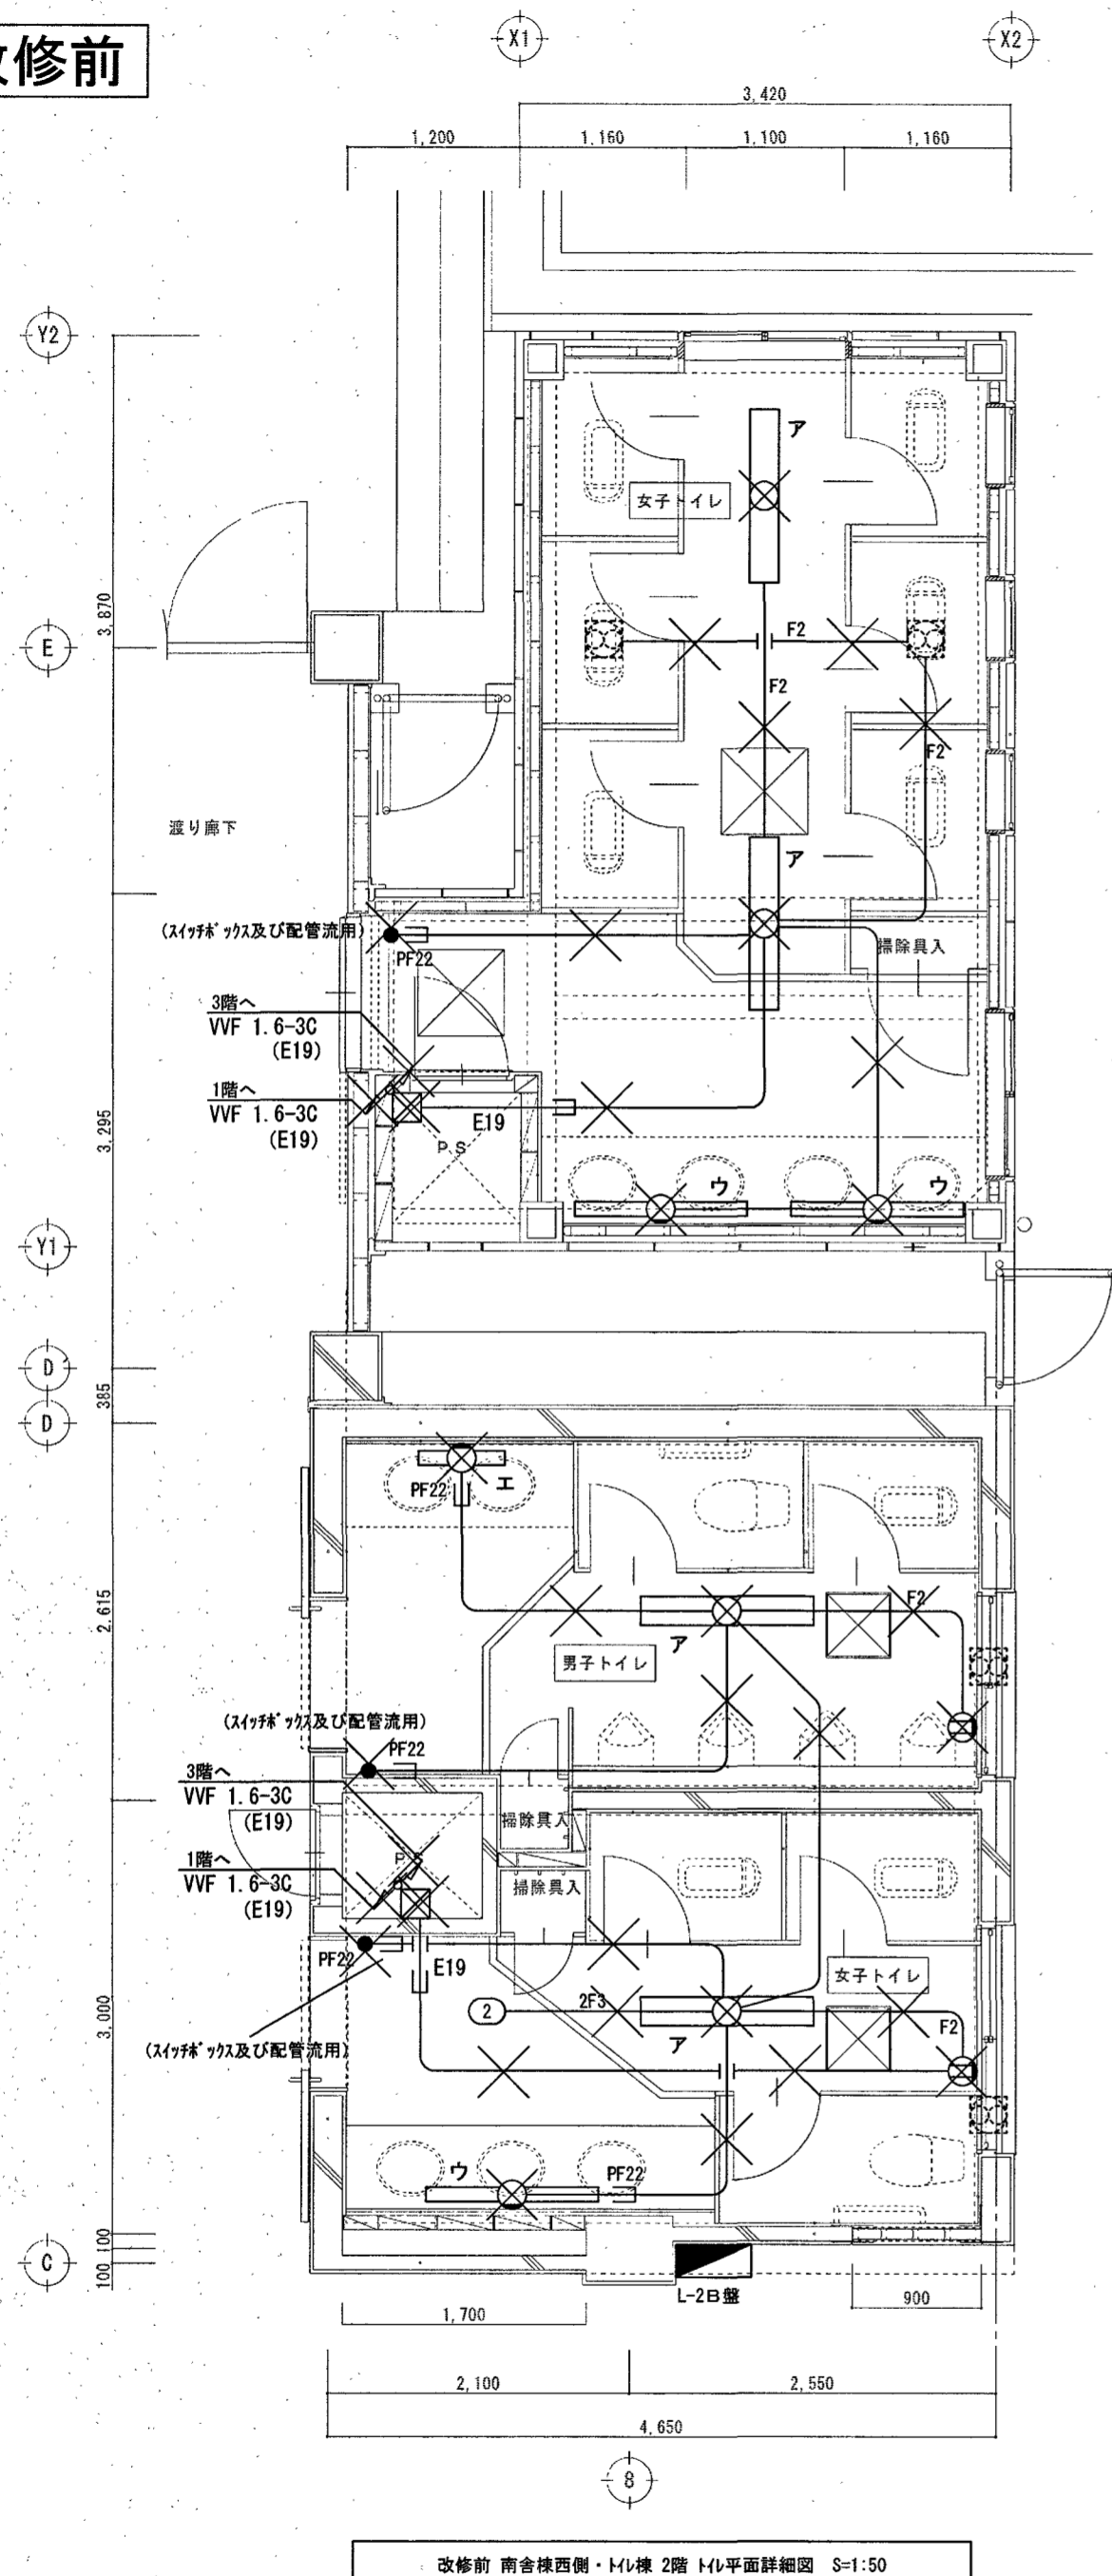 修前
X1
X2
3,420
1,200
1,160
1,100
1,160
Y2
ア
女子トイレ
3,870
E
F2
F2
F2
渡り廊下
ア
(スイッチボックス及び配管流用)
PF22
掃除具入
3階へ
VVF 1.6-3C
(E19)
1階へ
VVF 1.6-3C
(E19)
E19
P.S
3,295
ウ
ウ
Y1
D
385
D
PF22
エ
F2
2,615
ア
男子トイレ
(スイッチボックス及び配管流用)
PF22
3階へ
VVF 1.6-3C
(E19)
掃除具入
1階へ
VVF 1.6-3C
(E19)
掃除具入
PF22
E19
女子トイレ
2
2F3
F2
3,000
ア
(スイッチボックス及び配管流用)
ウ
PF22
100
100
C
L-2B盤
1,700
900
2,100
2,550
4,650
8
改修前 南舎棟西側・トイレ棟 2階 トイレ平面詳細図 S=1:50